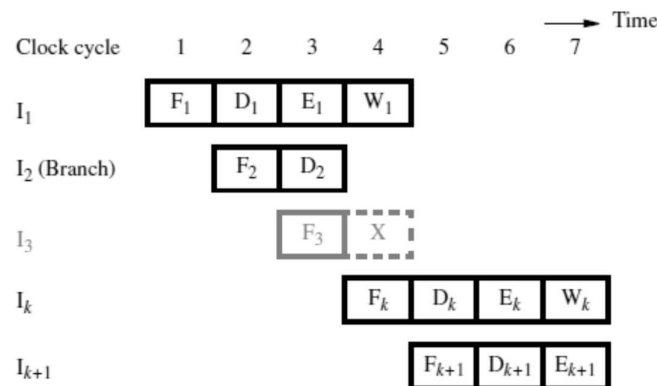 Time
Clock cycle 1 2 3 4 5 6 7
I₁ F₁ D₁ E₁ W₁
I₂ (Branch) F₂ D₂
I₃ F₃ X
Iₖ Fₖ Dₖ Eₖ Wₖ
Iₖ₊₁ Fₖ₊₁ Dₖ₊₁ Eₖ₊₁